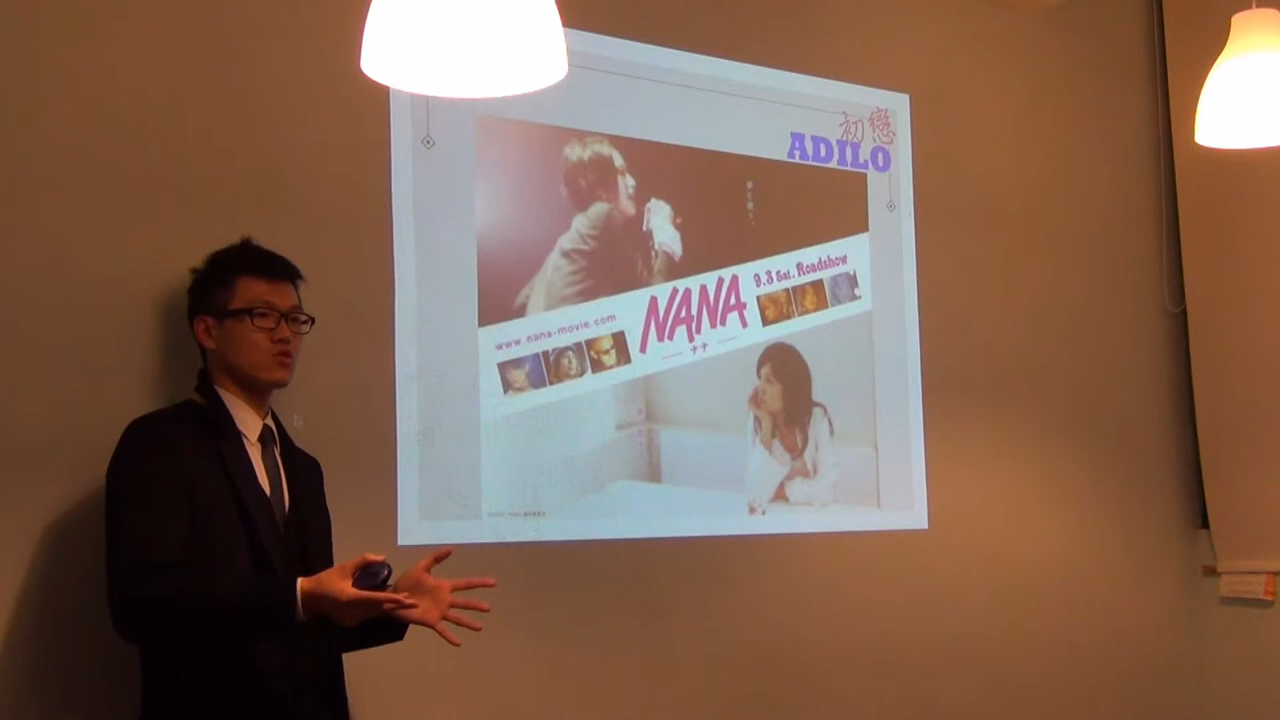 初戀
ADILO
9.3 Sat. Roadshow
NANA
www.nana-movie.com
ナナ